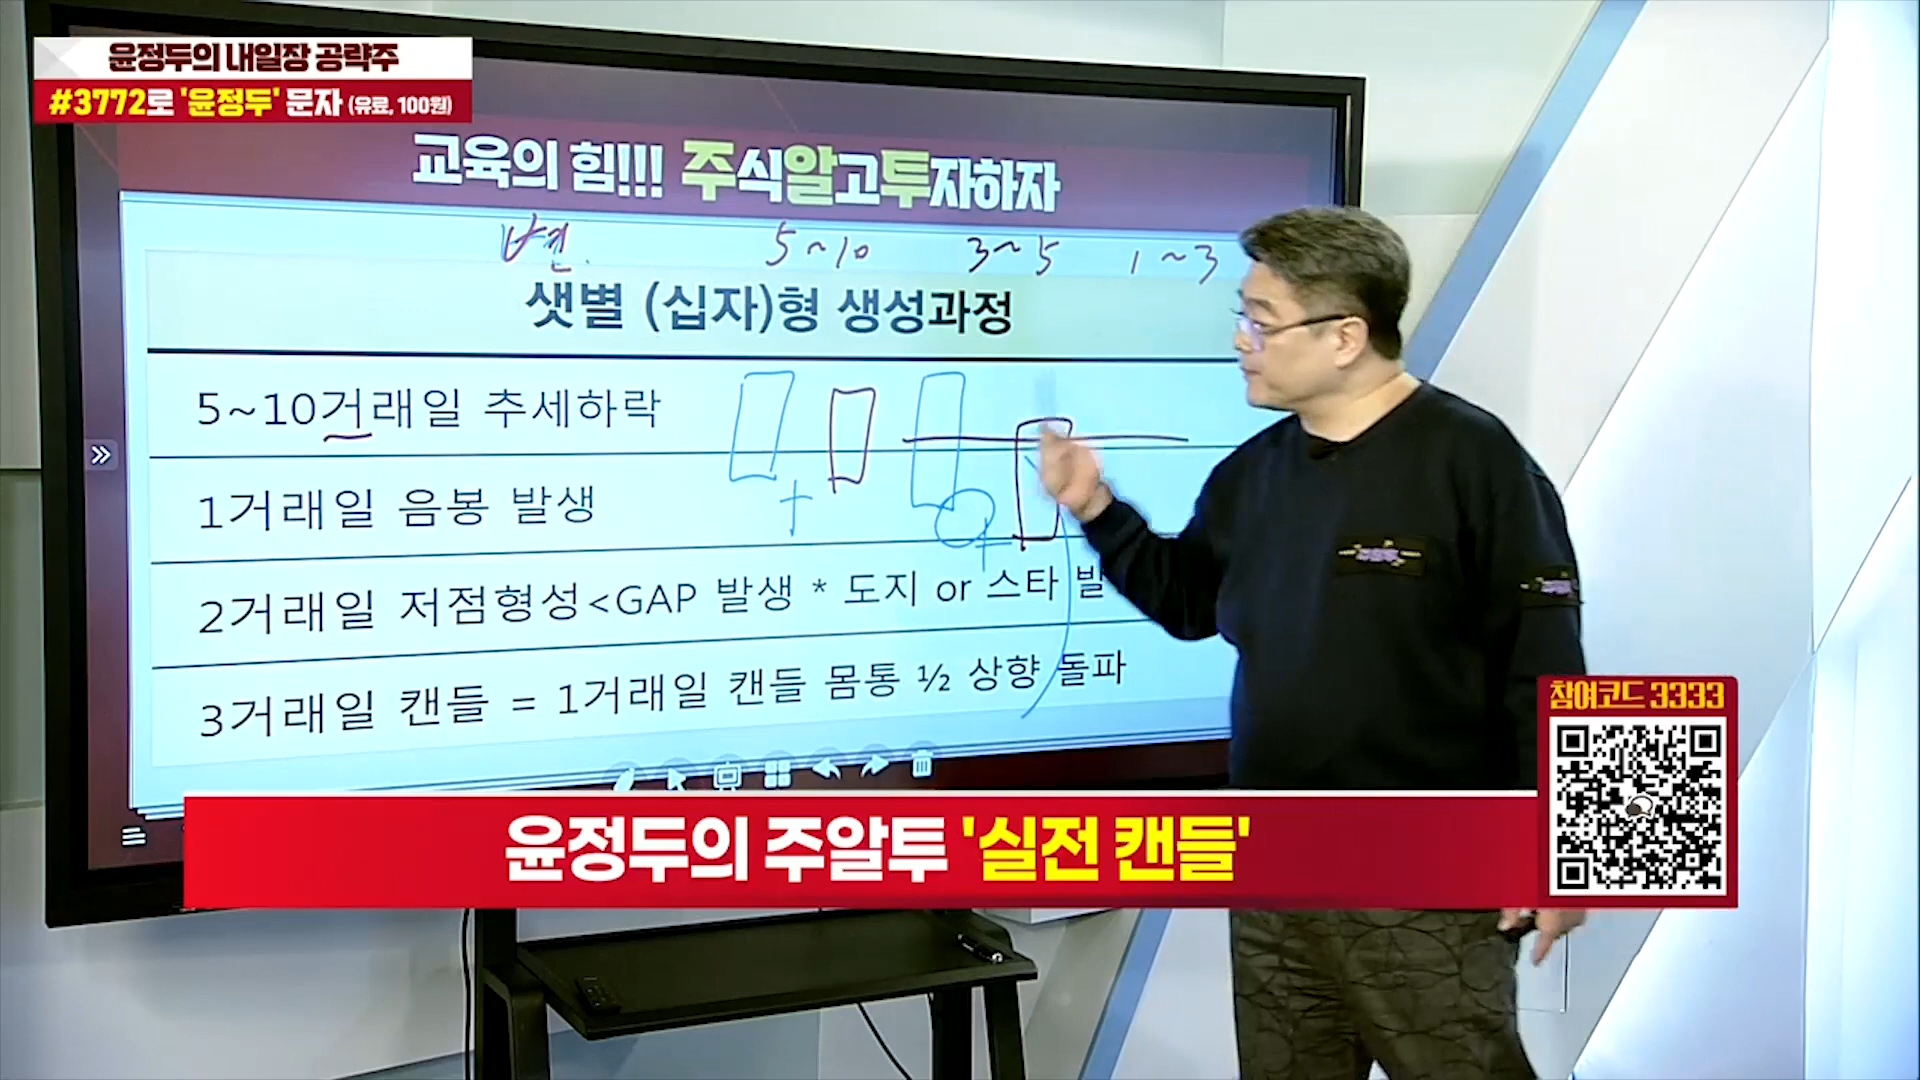 윤정두의 내일장 공략주
#3772로 '윤정두' 문자 (유료, 100원)
교육의 힘!!! 주식알고투자하자
5~10 3~5 1~3
샛별 (십자)형 생성과정
5~10거래일 추세하락
1거래일 음봉 발생
2거래일 저점형성<GAP 발생 * 도지 or 스타 발
3거래일 캔들 = 1거래일 캔들 몸통 ½ 상향 돌파
참여코드 3333
윤정두의 주알투 '실전 캔들'